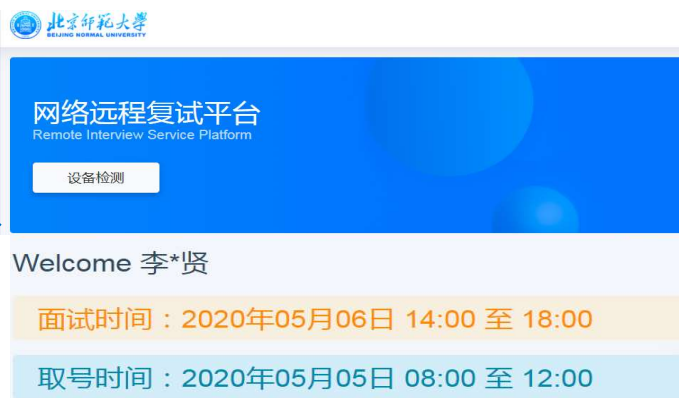 北京师范大学
BEIJING NORMAL UNIVERSITY
网络远程复试平台
Remote Interview Service Platform
设备检测
Welcome 李*贤
面试时间：2020年05月06日 14:00 至 18:00
取号时间：2020年05月05日 08:00 至 12:00